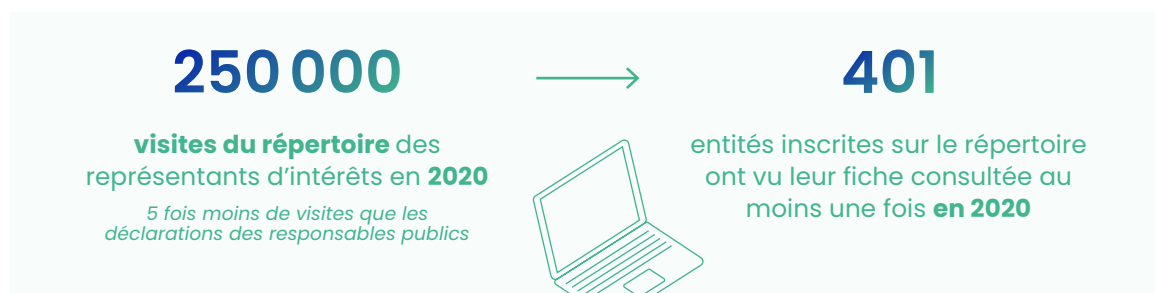 250 000
visites du répertoire des
représentants d’intérêts en 2020
5 fois moins de visites que les
déclarations des responsables publics
401
entités inscrites sur le répertoire
ont vu leur fiche consultée au
moins une fois en 2020